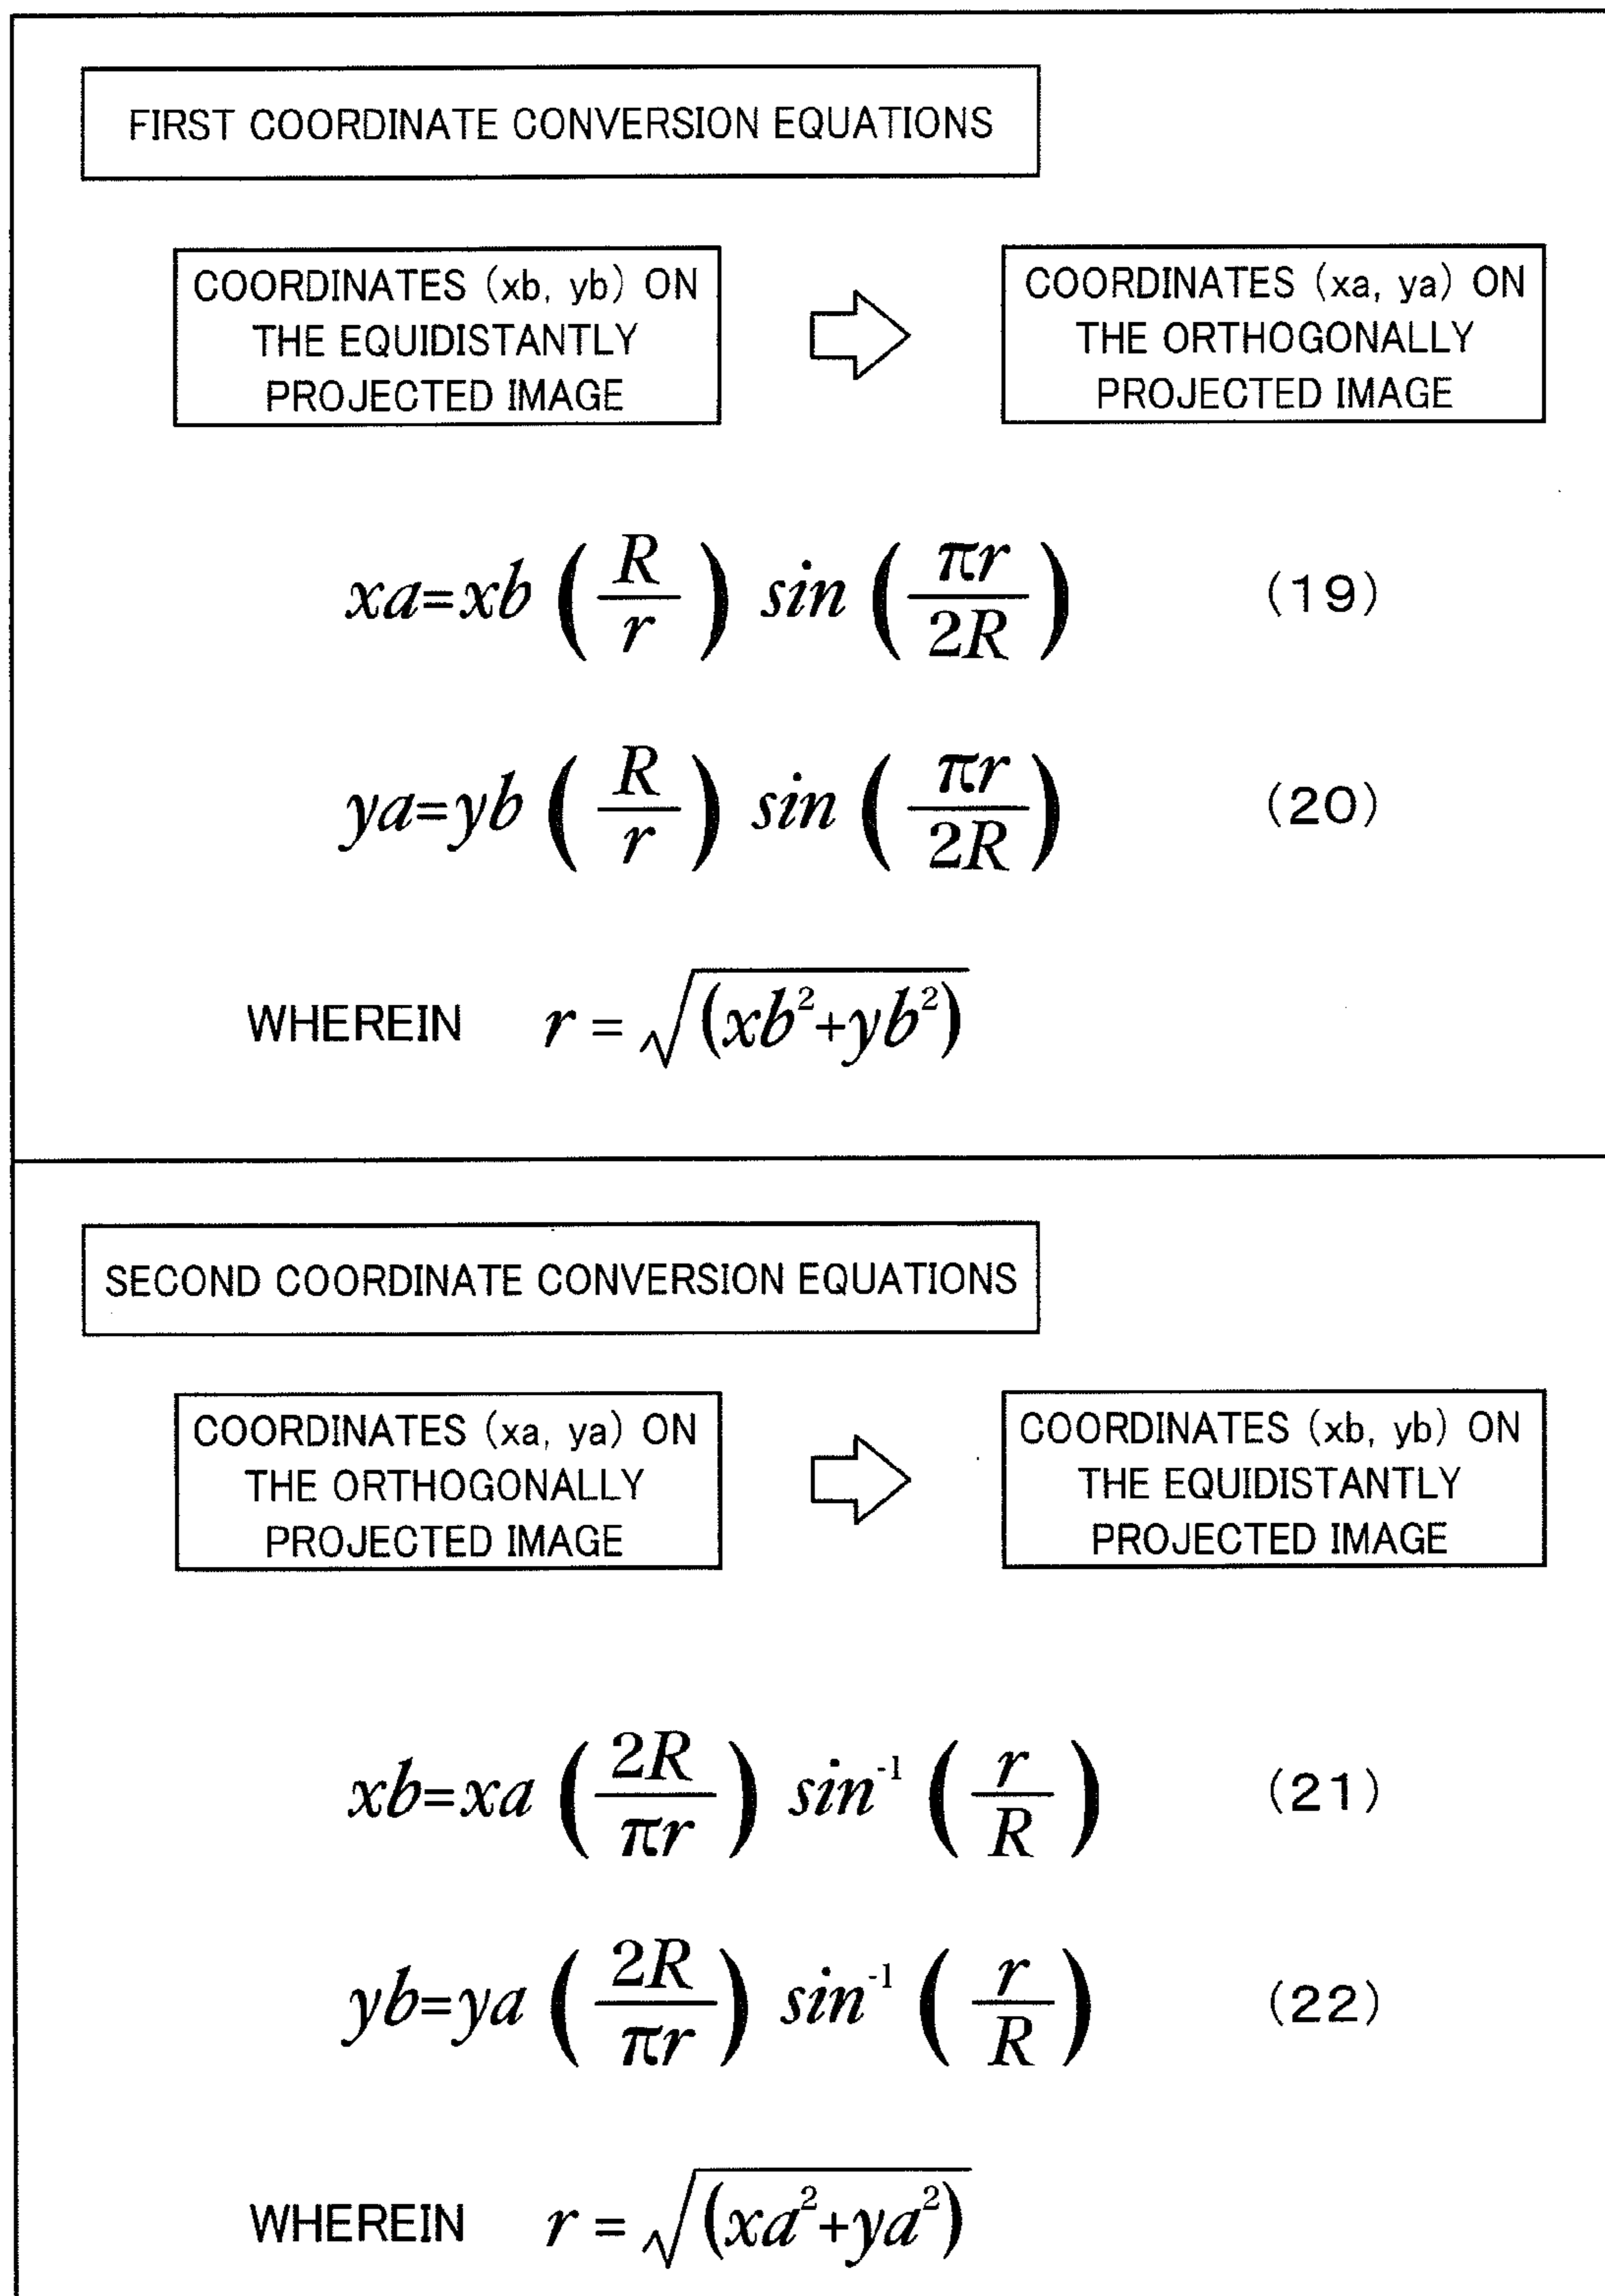 FIRST COORDINATE CONVERSION EQUATIONS
COORDINATES (xb, yb) ON
THE EQUIDISTANTLY
PROJECTED IMAGE
COORDINATES (xa, ya) ON
THE ORTHOGONALLY
PROJECTED IMAGE
xa=xb (R/r) sin (πr/2R) (19)
ya=yb (R/r) sin (πr/2R) (20)
WHEREIN r = √(xb²+yb²)
SECOND COORDINATE CONVERSION EQUATIONS
COORDINATES (xa, ya) ON
THE ORTHOGONALLY
PROJECTED IMAGE
COORDINATES (xb, yb) ON
THE EQUIDISTANTLY
PROJECTED IMAGE
xb=xa (2R/πr) sin⁻¹ (r/R) (21)
yb=ya (2R/πr) sin⁻¹ (r/R) (22)
WHEREIN r = √(xa²+ya²)